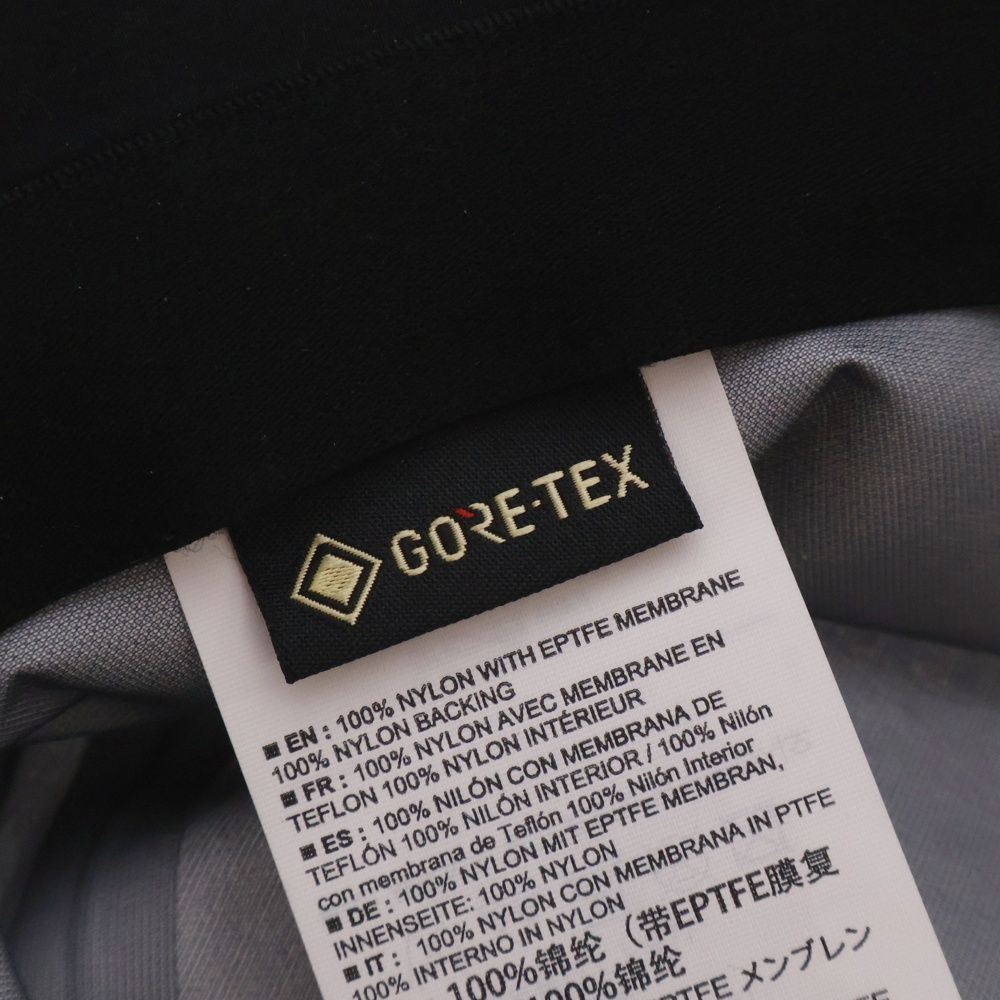 GORE-TEX
■ EN : 100% NYLON WITH EPTFE MEMBRANE
100% NYLON BACKING
■ FR : 100% NYLON AVEC MEMBRANE EN
TEFLON 100% NYLON INTÉRIEUR
■ ES : 100% NILÓN CON MEMBRANA DE
TEFLÓN 100% NILÓN INTERIOR / 100% Nilón
con membrana de Teflón 100% Nilón Interior
■ DE : 100% NYLON MIT EPTFE MEMBRAN,
INNENSEITE: 100% NYLON
■ IT : 100% NYLON CON MEMBRANA IN PTFE
100% INTERNO IN NYLON
100%锦纶（带EPTFE膜复
100%锦纶
PTFE メンブレン